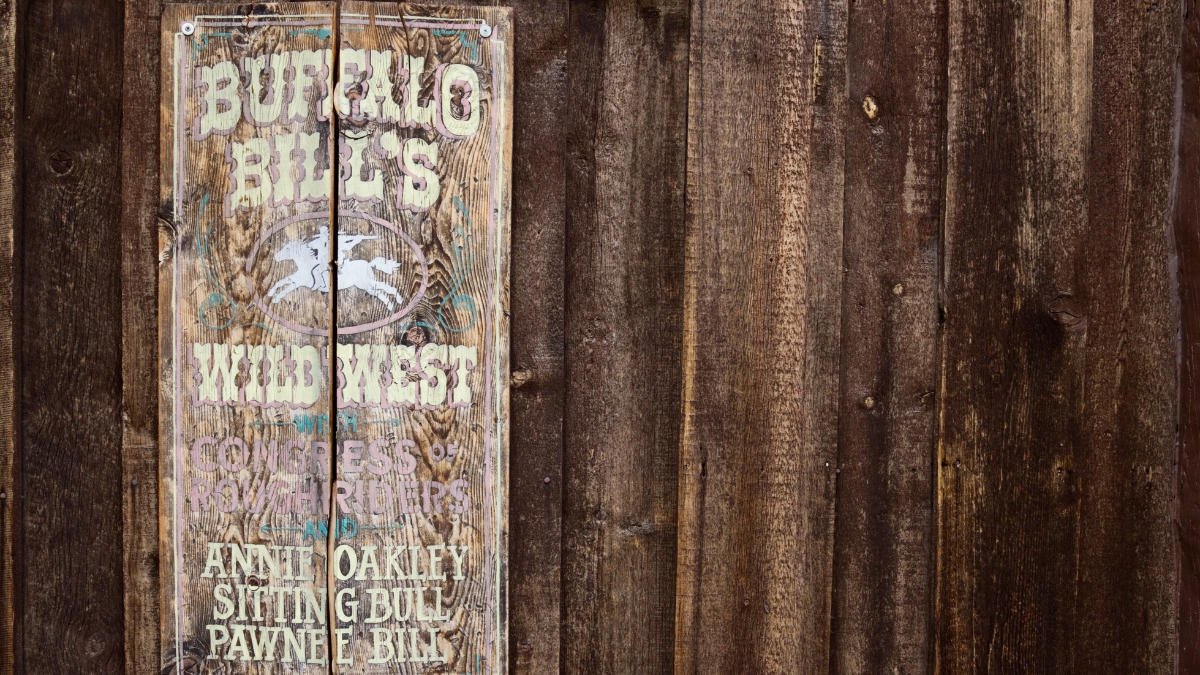 BUFFALO
BILL'S
WILD WEST
WITH
CONGRESS OF
ROUGH RIDERS
AND
ANNIE OAKLEY
SITTING BULL
PAWNEE BILL